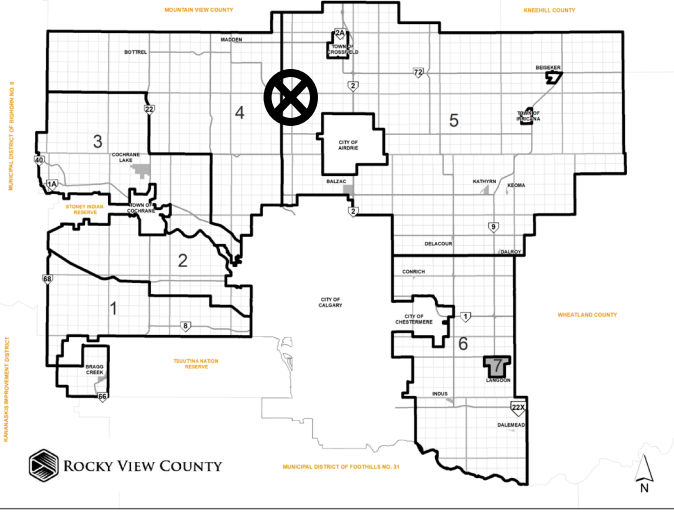 MOUNTAIN VIEW COUNTY
KNEEHILL COUNTY
MADDEN
2A
TOWN OF
CROSSFIELD
BOTTREL
BEISEKER
72
2
MUNICIPAL DISTRICT OF BIGHORN NO. 8
22
4
5
TOWN OF
IRRICANA
3
CITY OF
AIRDRIE
COCHRANE
LAKE
40
1A
BALZAC
KATHYRN
KEOMA
STONEY INDIAN
RESERVE
TOWN OF
COCHRANE
2
9
DELACOUR
DALROY
2
CONRICH
68
1
CITY OF
CALGARY
CITY OF
CHESTERMERE
1
WHEATLAND COUNTY
8
6
KANANASKIS IMPROVEMENT DISTRICT
TSUUT'INA NATION
RESERVE
BRAGG
CREEK
7
LANGDON
66
INDUS
22X
DALEMEAD
ROCKY VIEW COUNTY
MUNICIPAL DISTRICT OF FOOTHILLS NO. 31
N